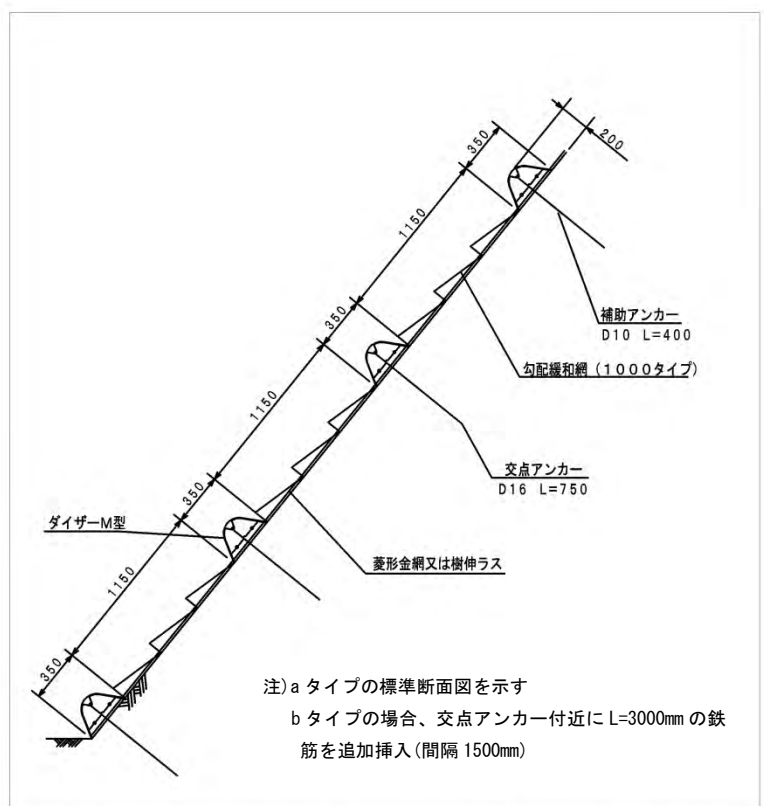 200
350
1150
350
1150
350
1150
350
補助アンカー
D10 L=400
勾配緩和網（1000タイプ）
交点アンカー
D16 L=750
ダイザーM型
菱形金網又は樹伸ラス
注)aタイプの標準断面図を示す
bタイプの場合、交点アンカー付近にL=3000mmの鉄
筋を追加挿入(間隔1500mm)